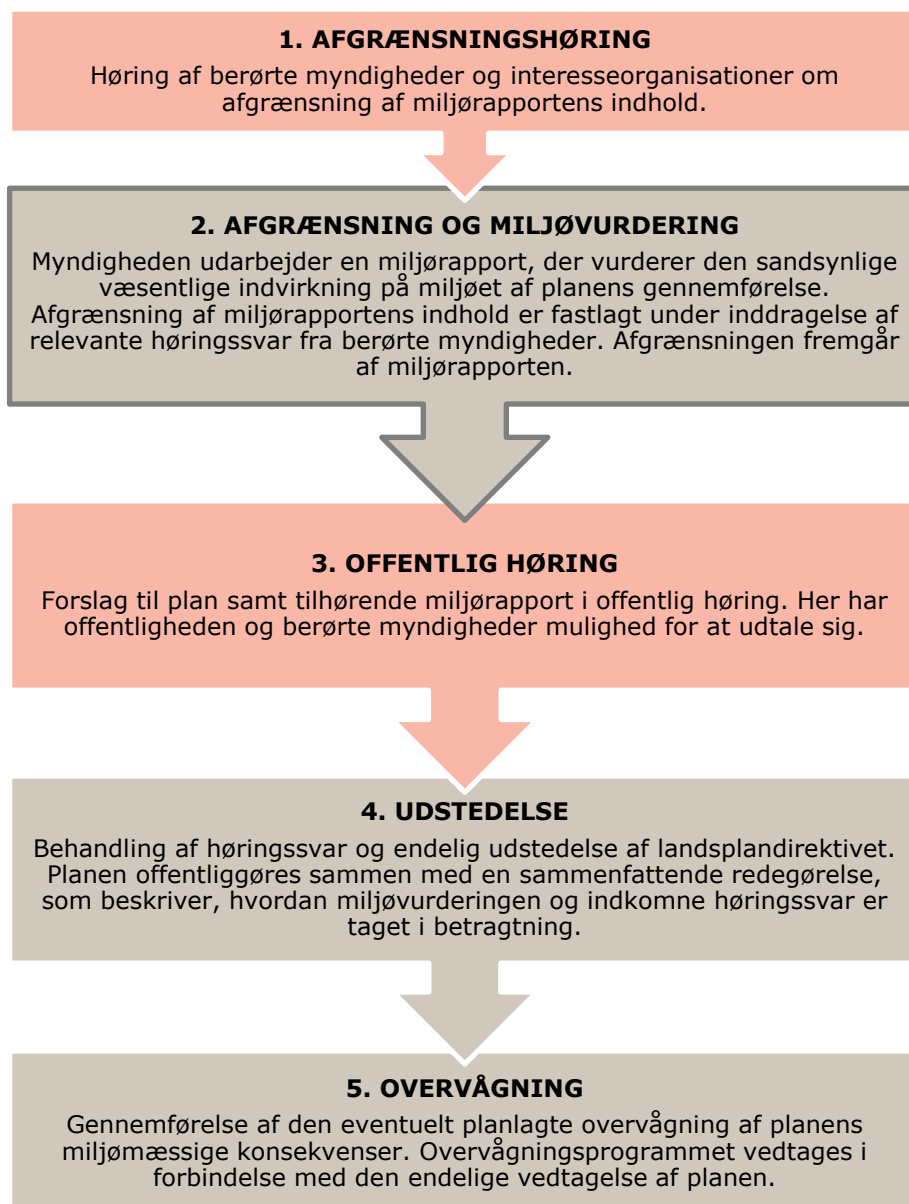 1. AFGRÆNSNINGSHØRING
Høring af berørte myndigheder og interesseorganisationer om
afgrænsning af miljørapportens indhold.
2. AFGRÆNSNING OG MILJØVURDERING
Myndigheden udarbejder en miljørapport, der vurderer den sandsynlige
væsentlige indvirkning på miljøet af planens gennemførelse.
Afgrænsning af miljørapportens indhold er fastlagt under inddragelse af
relevante høringssvar fra berørte myndigheder. Afgrænsningen fremgår
af miljørapporten.
3. OFFENTLIG HØRING
Forslag til plan samt tilhørende miljørapport i offentlig høring. Her har
offentligheden og berørte myndigheder mulighed for at udtale sig.
4. UDSTEDELSE
Behandling af høringssvar og endelig udstedelse af landsplandirektivet.
Planen offentliggøres sammen med en sammenfattende redegørelse,
som beskriver, hvordan miljøvurderingen og indkomne høringssvar er
taget i betragtning.
5. OVERVÅGNING
Gennemførelse af den eventuelt planlagte overvågning af planens
miljømæssige konsekvenser. Overvågningsprogrammet vedtages i
forbindelse med den endelige vedtagelse af planen.